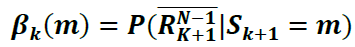 β_k(m) = P(\overline{R_{K+1}^{N-1}|S_{k+1}} = m)